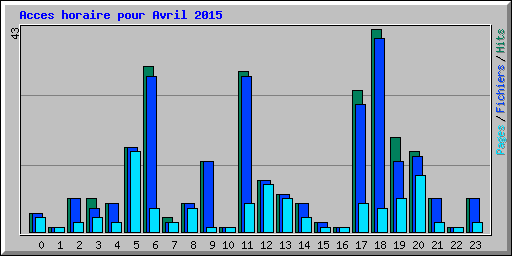 Acces horaire pour Avril 2015
43
Pages/Fichiers/Hits
0 1 2 3 4 5 6 7 8 9 10 11 12 13 14 15 16 17 18 19 20 21 22 23